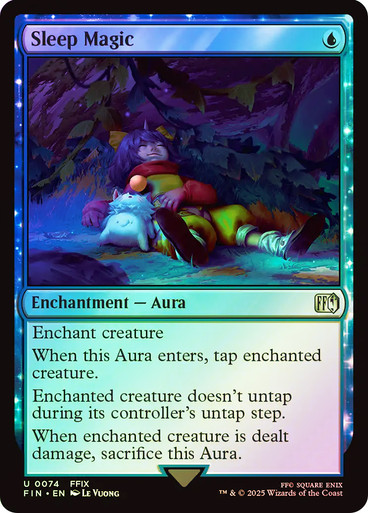 Sleep Magic
Enchantment — Aura
Enchant creature
When this Aura enters, tap enchanted
creature.
Enchanted creature doesn't untap
during its controller's untap step.
When enchanted creature is dealt
damage, sacrifice this Aura.
U 0074 FFIX
FIN • EN Le Vuong
FF© SQUARE ENIX
™ & © 2025 Wizards of the Coast